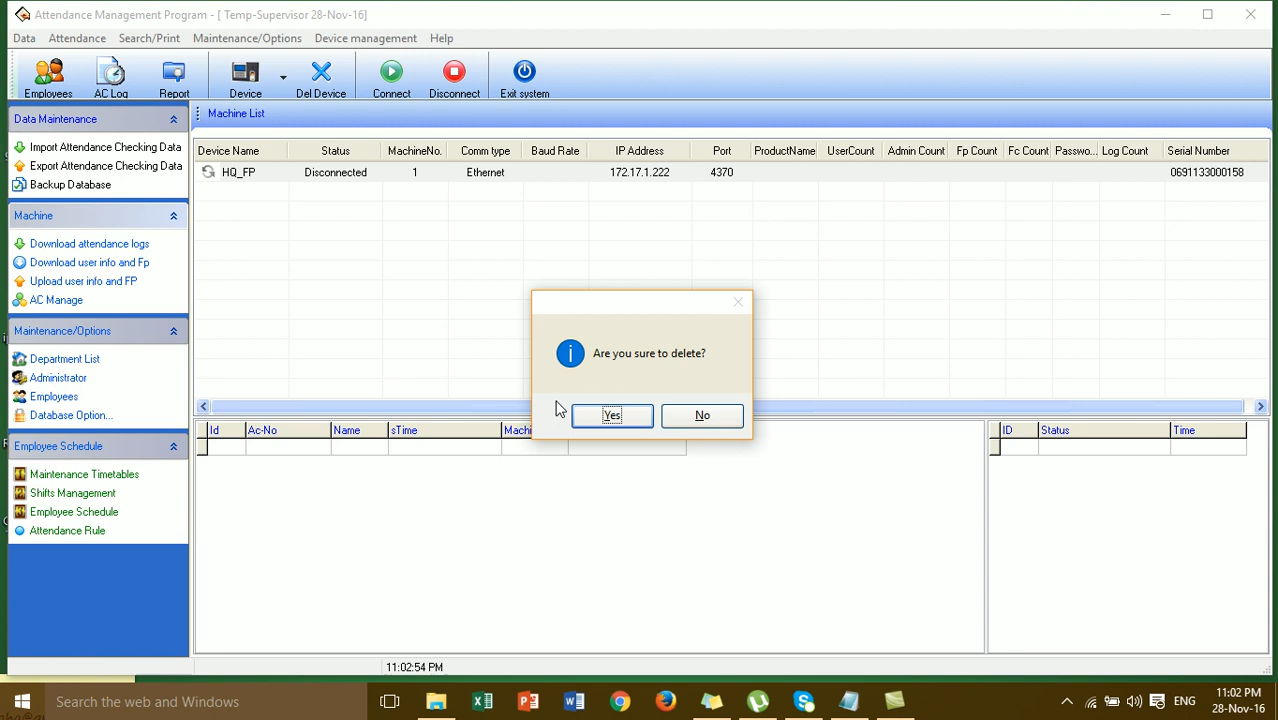 Attendance Management Program - [ Temp-Supervisor 28-Nov-16]
Data Attendance Search/Print Maintenance/Options Device management Help
Employees AC Log Report Device Del Device Connect Disconnect Exit system
Data Maintenance
Import Attendance Checking Data
Export Attendance Checking Data
Backup Database
Machine
Download attendance logs
Download user info and Fp
Upload user info and FP
AC Manage
Maintenance/Options
Department List
Administrator
Employees
Database Option...
Employee Schedule
Maintenance Timetables
Shifts Management
Employee Schedule
Attendance Rule
Machine List
Device Name Status MachineNo. Comm type Baud Rate IP Address Port ProductName UserCount Admin Count Fp Count Fc Count Passwo... Log Count Serial Number
HQ_FP Disconnected 1 Ethernet 172.17.1.222 4370 0691133000158
Are you sure to delete?
Yes No
Id Ac-No Name sTime Machi
ID Status Time
11:02:54 PM
Search the web and Windows
ENG
11:02 PM
28-Nov-16